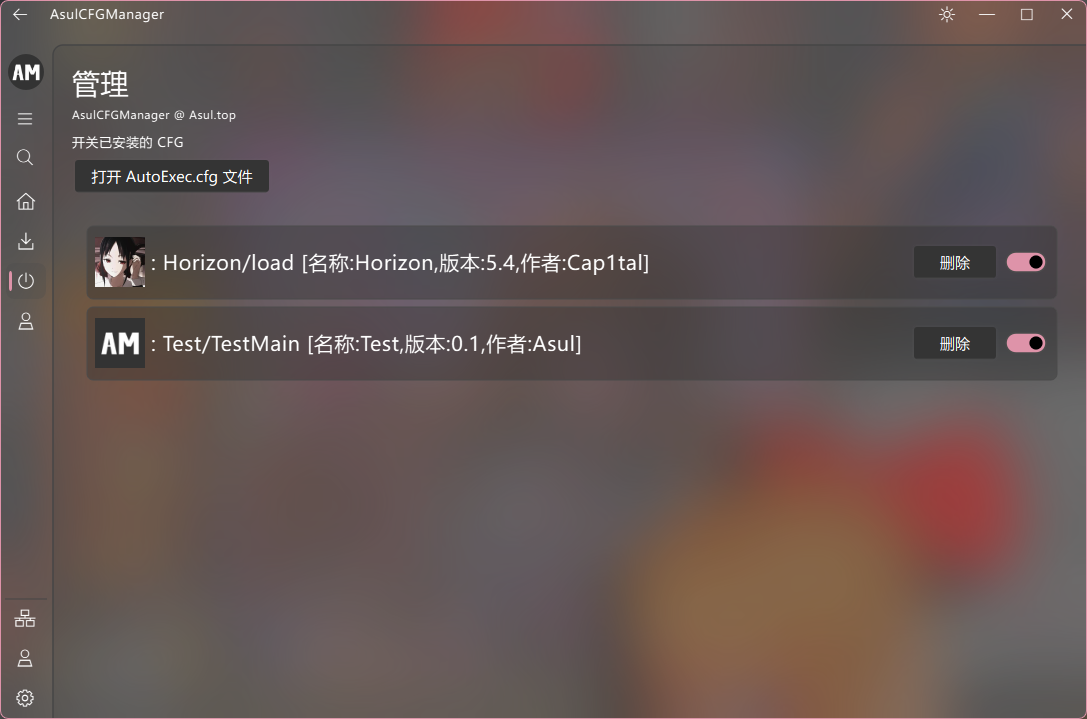 AsulCFGManager
AM
管理
AsulCFGManager @ Asul.top
开关已安装的 CFG
打开 AutoExec.cfg 文件
: Horizon/load [名称:Horizon,版本:5.4,作者:Cap1tal]
删除
AM : Test/TestMain [名称:Test,版本:0.1,作者:Asul]
删除